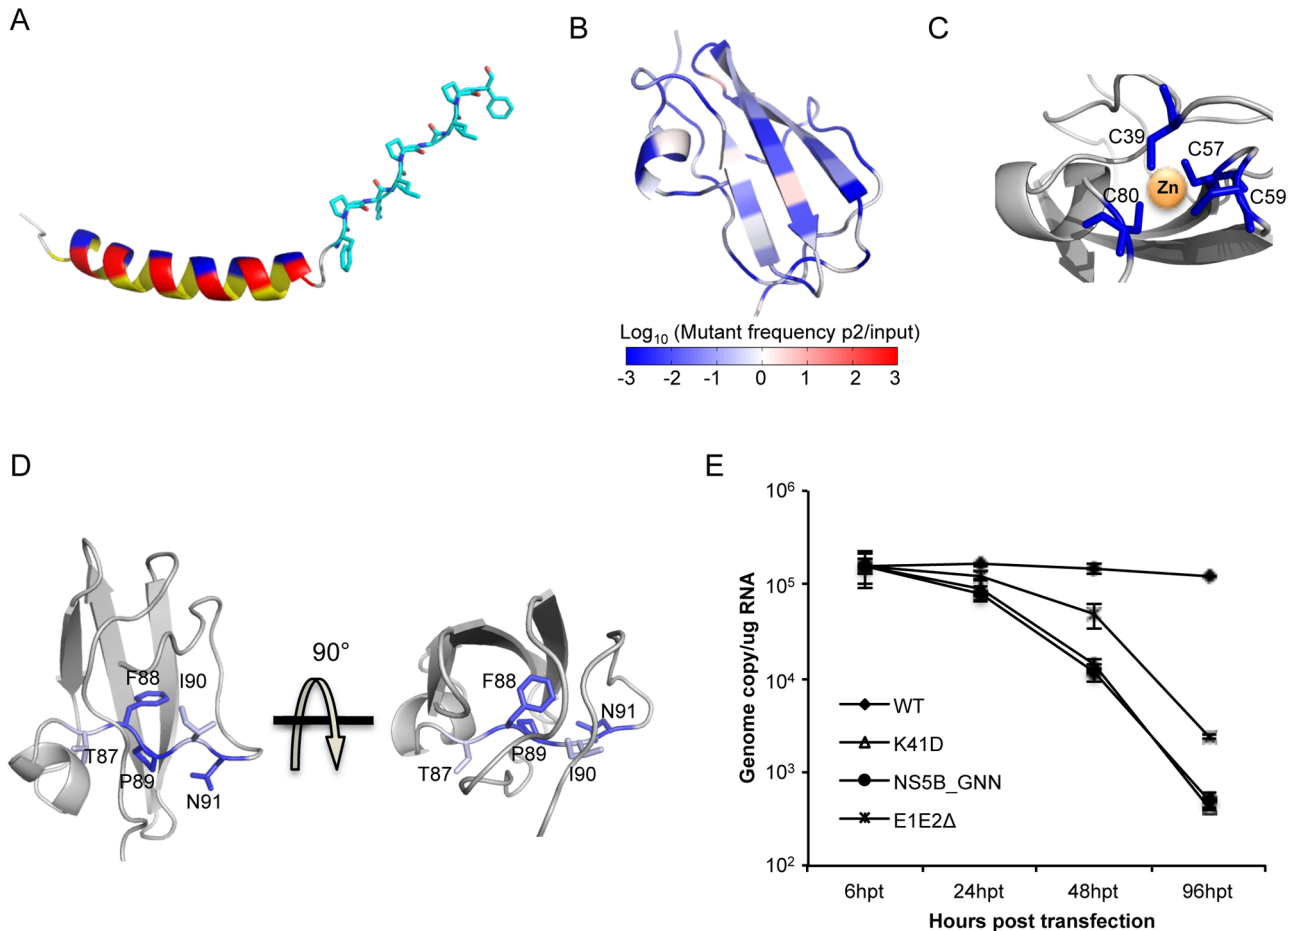 A
B
C
C39
C57
Zn
C80
C59
Log10 (Mutant frequency p2/input)
-3 -2 -1 0 1 2 3
D
F88
I90
T87
P89
N91
90°
F88
N91
P89
T87
I90
E
Genome copy/ug RNA
10^6
10^5
10^4
10^3
10^2
WT
K41D
NS5B_GNN
E1E2Δ
6hpt 24hpt 48hpt 96hpt
Hours post transfection